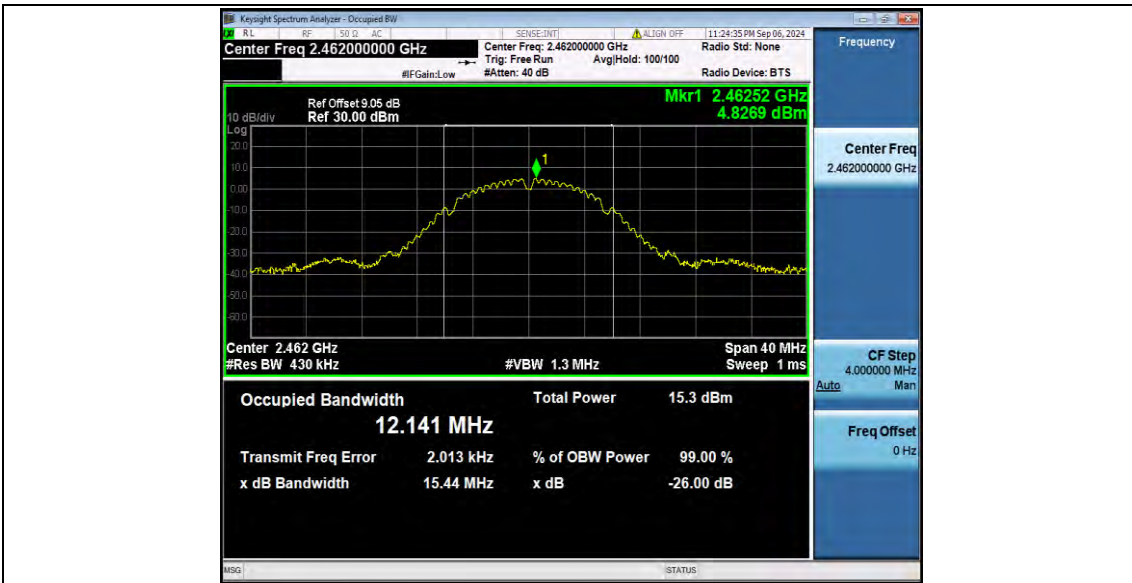 Keysight Spectrum Analyzer - Occupied BW
RL RF 50 Ω AC SENSE:INT ALIGN OFF 11:24:35 PM Sep 06, 2024
Center Freq 2.462000000 GHz Center Freq: 2.462000000 GHz Radio Std: None
Trig: Free Run Avg|Hold: 100/100
#IFGain:Low #Atten: 40 dB Radio Device: BTS
Frequency
Mkr1 2.46252 GHz
4.8269 dBm
Ref Offset 9.05 dB
10 dB/div Ref 30.00 dBm
Log
20.0
10.0
0.00
-10.0
-20.0
-30.0
-40.0
-50.0
-60.0
1
Center 2.462 GHz Span 40 MHz
#Res BW 430 kHz #VBW 1.3 MHz Sweep 1 ms
Center Freq
2.462000000 GHz
CF Step
4.000000 MHz
Auto Man
Freq Offset
0 Hz
Occupied Bandwidth Total Power 15.3 dBm
12.141 MHz
Transmit Freq Error 2.013 kHz % of OBW Power 99.00 %
x dB Bandwidth 15.44 MHz x dB -26.00 dB
MSG STATUS